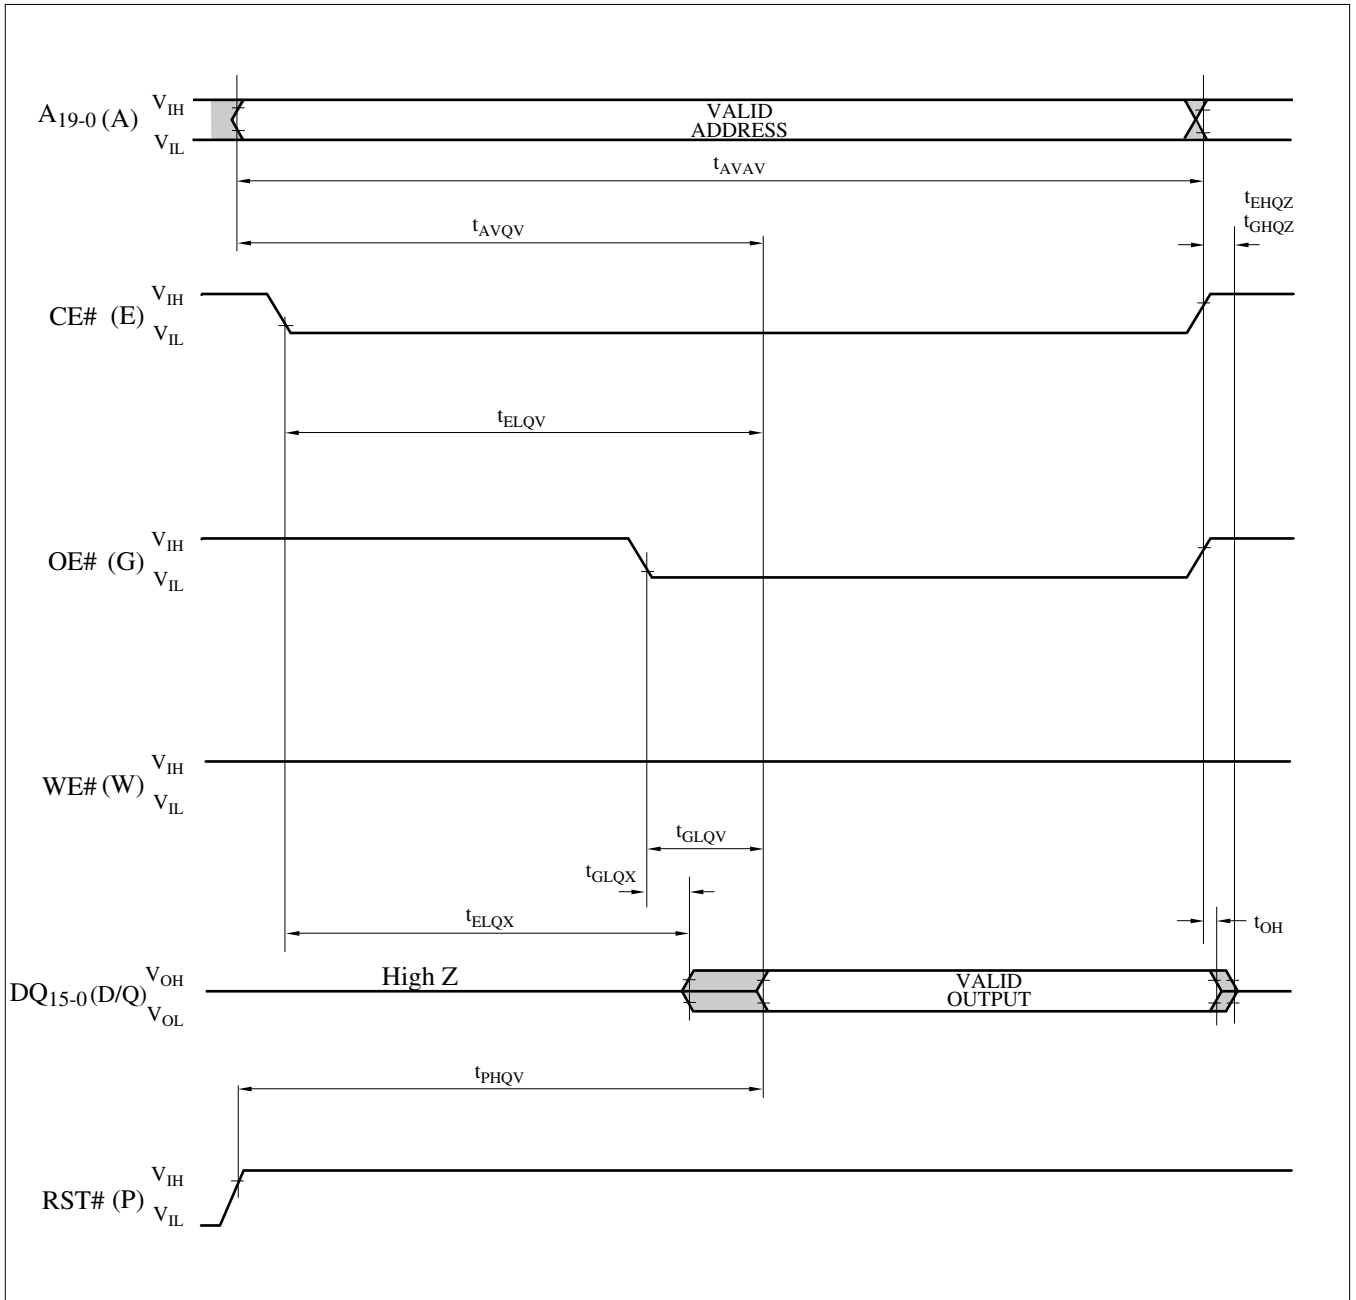 A19-0 (A)
VIH
VIL
VALID
ADDRESS
tAVAV
tEHQZ
tGHQZ
tAVQV
CE# (E)
VIH
VIL
tELQV
OE# (G)
VIH
VIL
WE# (W)
VIH
VIL
tGLQV
tGLQX
tELQX
tOH
DQ15-0 (D/Q)
VOH
VOL
High Z
VALID
OUTPUT
tPHQV
RST# (P)
VIH
VIL